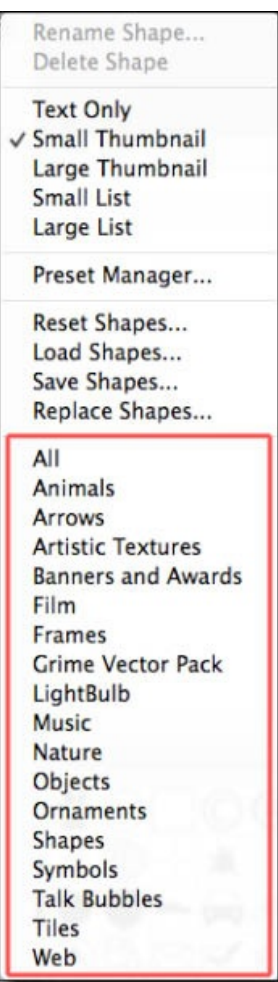 Rename Shape...
Delete Shape
Text Only
✓ Small Thumbnail
Large Thumbnail
Small List
Large List
Preset Manager...
Reset Shapes...
Load Shapes...
Save Shapes...
Replace Shapes...
All
Animals
Arrows
Artistic Textures
Banners and Awards
Film
Frames
Grime Vector Pack
LightBulb
Music
Nature
Objects
Ornaments
Shapes
Symbols
Talk Bubbles
Tiles
Web